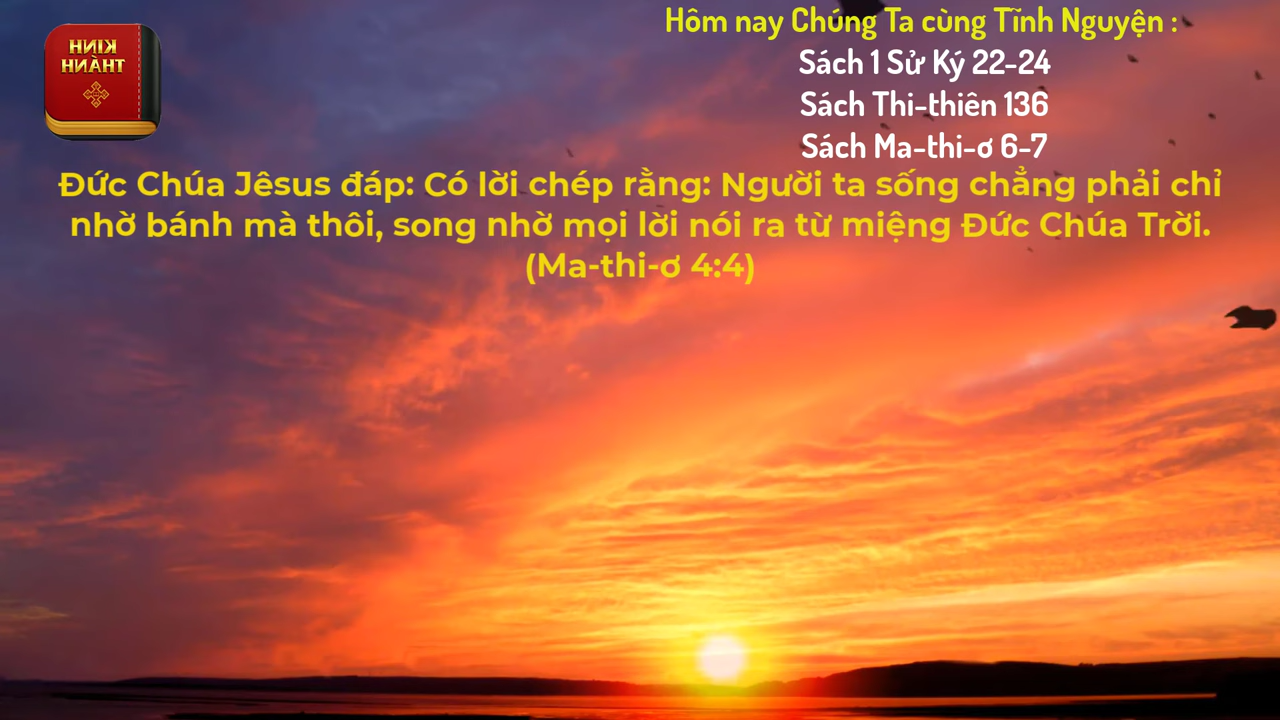 KINH
THÁNH
Hôm nay Chúng Ta cùng Tĩnh Nguyện :
Sách 1 Sử Ký 22-24
Sách Thi-thiên 136
Sách Ma-thi-ơ 6-7
Đức Chúa Jêsus đáp: Có lời chép rằng: Người ta sống chẳng phải chỉ
nhờ bánh mà thôi, song nhờ mọi lời nói ra từ miệng Đức Chúa Trời.
(Ma-thi-ơ 4:4)